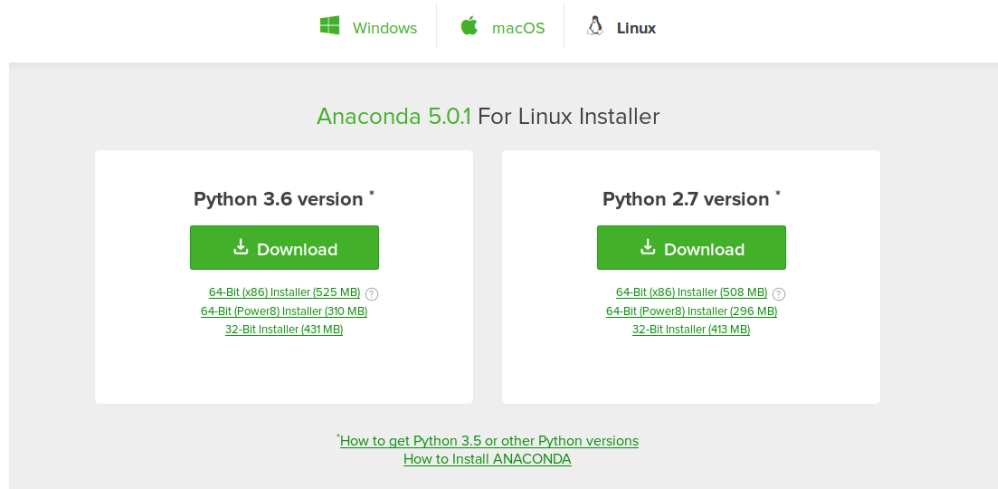 Windows macOS Linux
Anaconda 5.0.1 For Linux Installer
Python 3.6 version *
Download
64-Bit (x86) Installer (525 MB) ?
64-Bit (Power8) Installer (310 MB)
32-Bit Installer (431 MB)
Python 2.7 version *
Download
64-Bit (x86) Installer (508 MB) ?
64-Bit (Power8) Installer (296 MB)
32-Bit Installer (413 MB)
*How to get Python 3.5 or other Python versions
How to Install ANACONDA